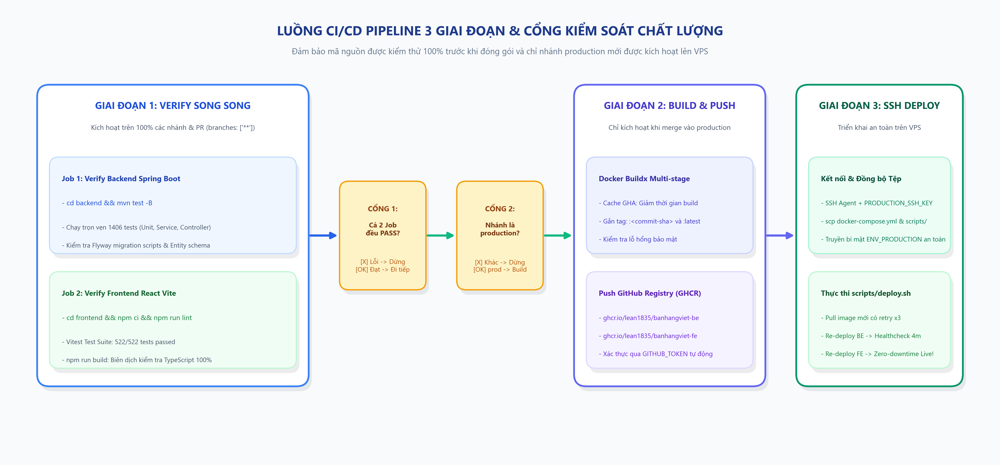 LUỒNG CI/CD PIPELINE 3 GIAI ĐOẠN & CỔNG KIỂM SOÁT CHẤT LƯỢNG
Đảm bảo mã nguồn được kiểm thử 100% trước khi đóng gói và chỉ nhánh production mới được kích hoạt lên VPS
GIAI ĐOẠN 1: VERIFY SONG SONG
Kích hoạt trên 100% các nhánh & PR (branches: ['**'])
Job 1: Verify Backend Spring Boot
- cd backend && mvn test -B
- Chạy trọn vẹn 1406 tests (Unit, Service, Controller)
- Kiểm tra Flyway migration scripts & Entity schema
Job 2: Verify Frontend React Vite
- cd frontend && npm ci && npm run lint
- Vitest Test Suite: 522/522 tests passed
- npm run build: Biên dịch kiểm tra TypeScript 100%
CỔNG 1:
Cả 2 Job
đều PASS?
[X] Lỗi -> Dừng
[OK] Đạt -> Đi tiếp
CỔNG 2:
Nhánh là
production?
[X] Khác -> Dừng
[OK] prod -> Build
GIAI ĐOẠN 2: BUILD & PUSH
Chỉ kích hoạt khi merge vào production
Docker Buildx Multi-stage
- Cache GHA: Giảm thời gian build
- Gắn tag: :<commit-sha> và :latest
- Kiểm tra lỗ hổng bảo mật
Push GitHub Registry (GHCR)
- ghcr.io/lean1835/banhangviet-be
- ghcr.io/lean1835/banhangviet-fe
- Xác thực qua GITHUB_TOKEN tự động
GIAI ĐOẠN 3: SSH DEPLOY
Triển khai an toàn trên VPS
Kết nối & Đồng bộ Tệp
- SSH Agent + PRODUCTION_SSH_KEY
- scp docker-compose.yml & scripts/
- Truyền bí mật ENV_PRODUCTION an toàn
Thực thi scripts/deploy.sh
- Pull image mới có retry x3
- Re-deploy BE -> Healthcheck 4m
- Re-deploy FE -> Zero-downtime Live!